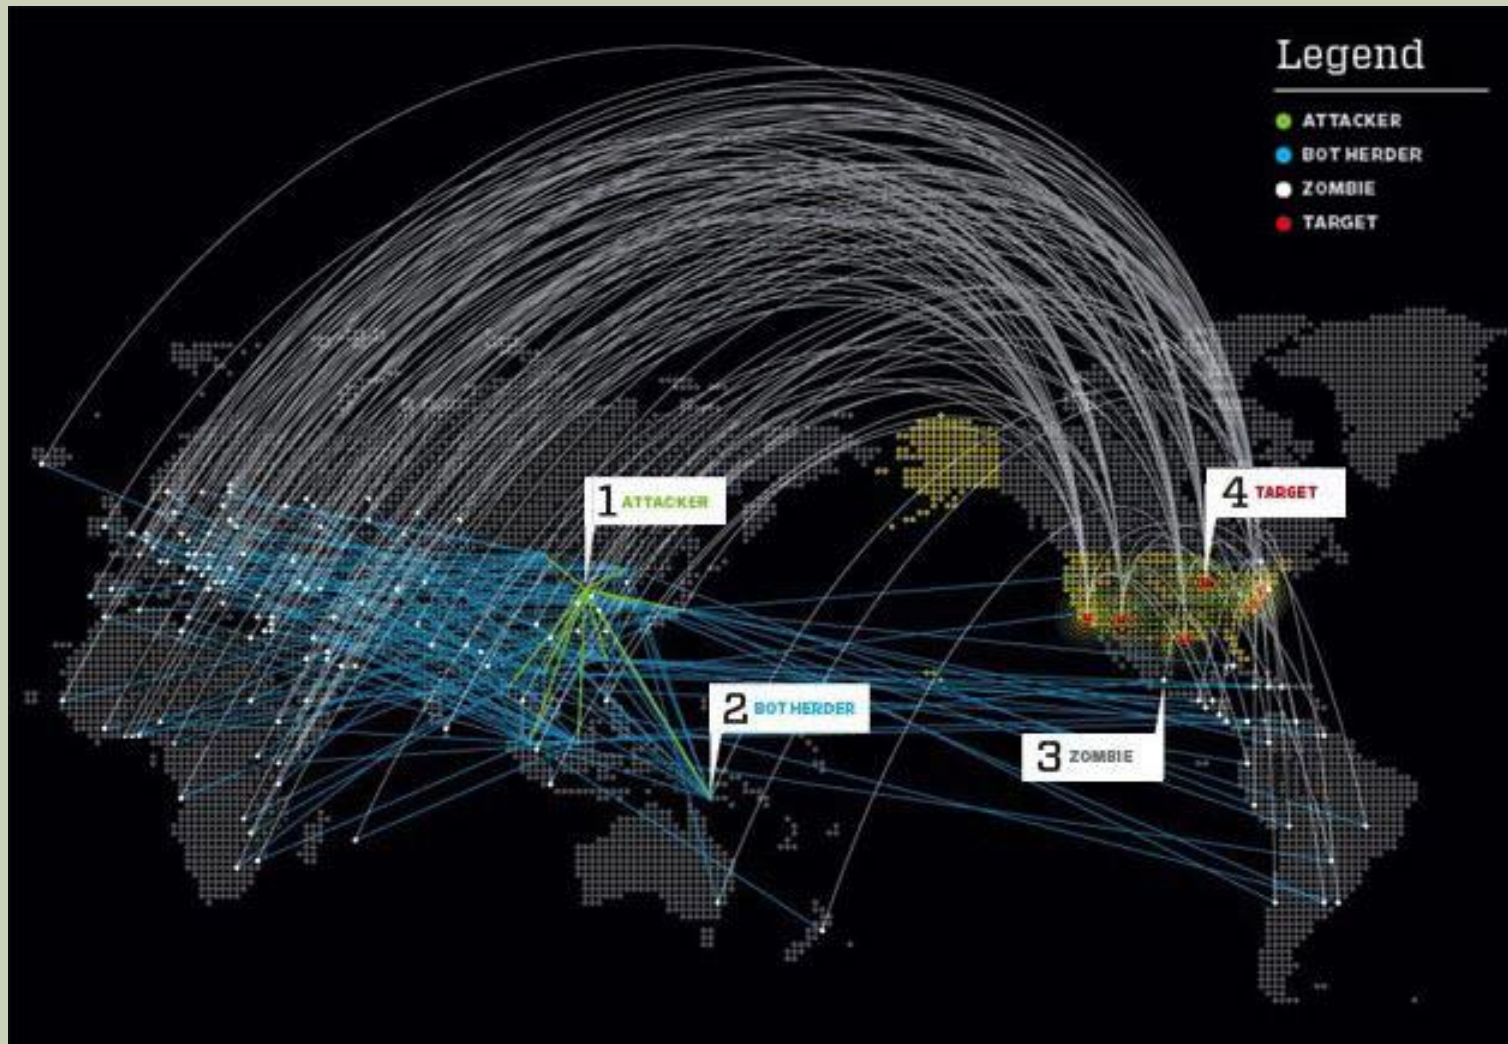 Legend
ATTACKER
BOT HERDER
ZOMBIE
TARGET
1 ATTACKER
4 TARGET
2 BOT HERDER
3 ZOMBIE